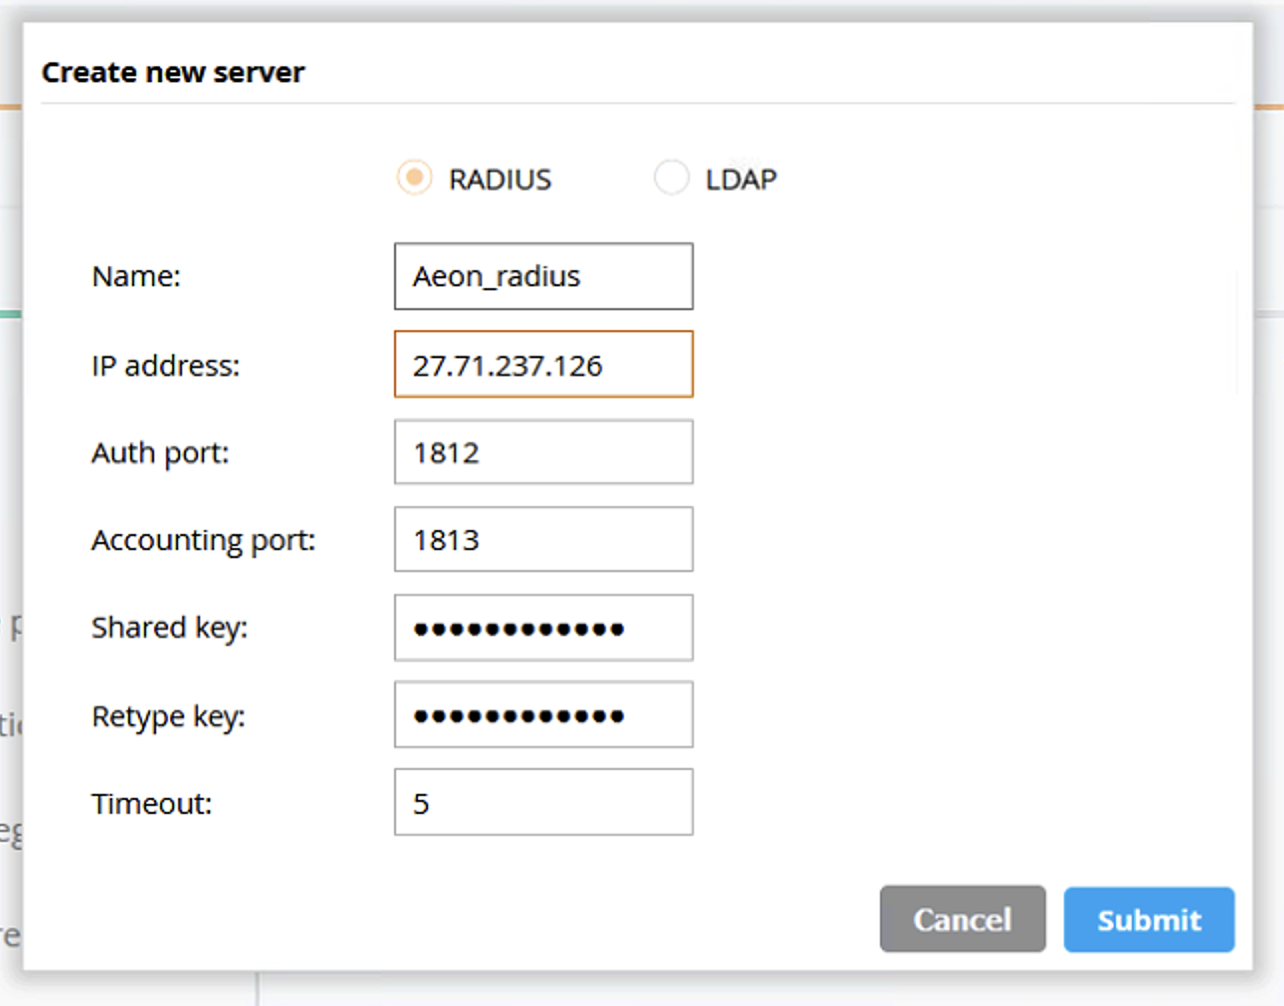 Create new server
RADIUS LDAP
Name: Aeon_radius
IP address: 27.71.237.126
Auth port: 1812
Accounting port: 1813
Shared key: ••••••••••••
Retype key: ••••••••••••
Timeout: 5
Cancel Submit